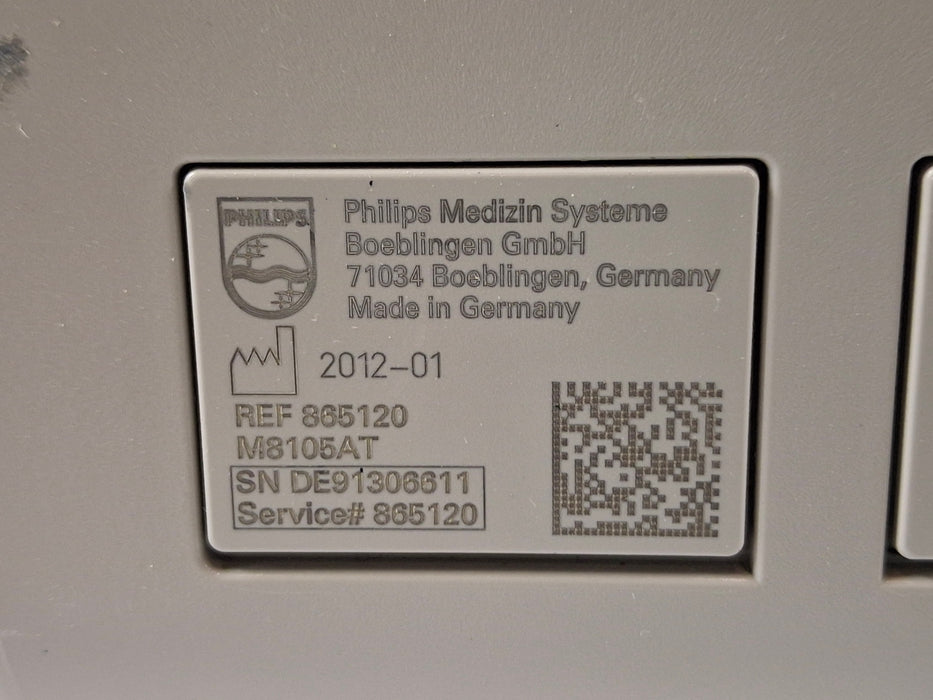 PHILIPS
Philips Medizin Systeme
Boeblingen GmbH
71034 Boeblingen, Germany
Made in Germany
2012-01
REF 865120
M8105AT
SN DE91306611
Service# 865120